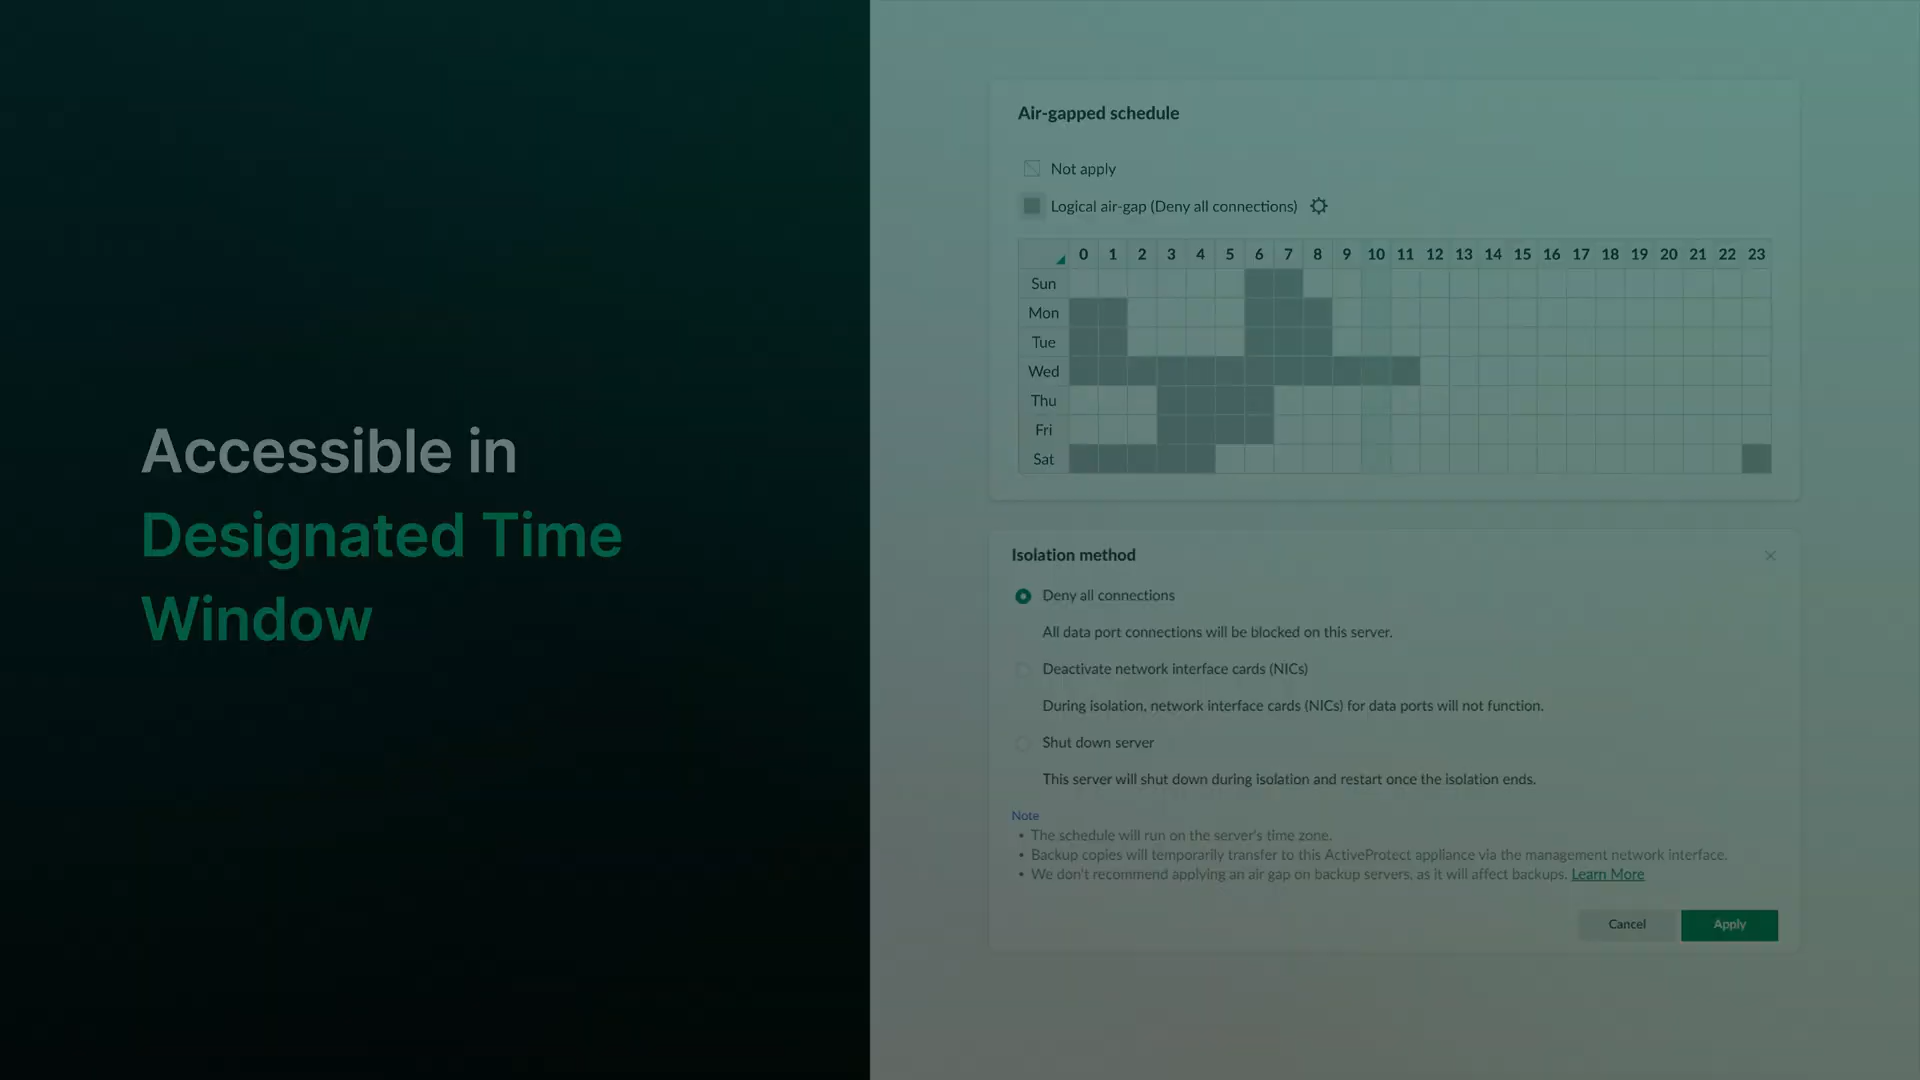 Accessible in
Designated Time
Window
Air-gapped schedule
Not apply
Logical air-gap (Deny all connections)
0 1 2 3 4 5 6 7 8 9 10 11 12 13 14 15 16 17 18 19 20 21 22 23
Sun
Mon
Tue
Wed
Thu
Fri
Sat
Isolation method
Deny all connections
All data port connections will be blocked on this server.
Deactivate network interface cards (NICs)
During isolation, network interface cards (NICs) for data ports will not function.
Shut down server
This server will shut down during isolation and restart once the isolation ends.
Note
• The schedule will run on the server's time zone.
• Backup copies will temporarily transfer to this ActiveProtect appliance via the management network interface.
• We don't recommend applying an air gap on backup servers, as it will affect backups. Learn More
Cancel Apply